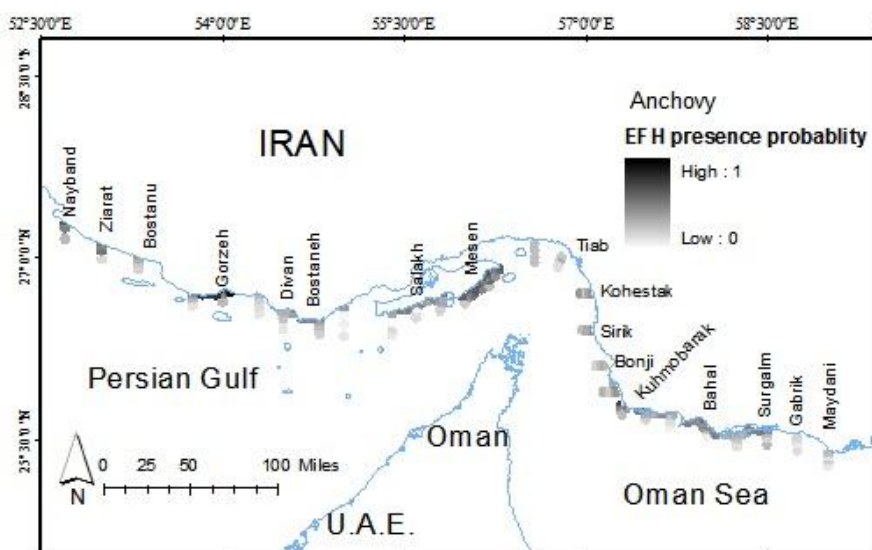 52°30'0"E
54°0'0"E
55°30'0"E
57°0'0"E
58°30'0"E
28°30'0"N
27°0'0"N
25°30'0"N
Anchovy
EFH presence probablity
High : 1
Low : 0
IRAN
Nayband
Ziarat
Bostanu
Gorzeh
Divan
Bostaneh
Salakh
Mesen
Tiab
Kohestak
Sirik
Bonji
Kuhmobarak
Bahal
Surgalm
Gabrik
Maydani
Persian Gulf
Oman
Oman Sea
U.A.E.
N
0 25 50 100 Miles